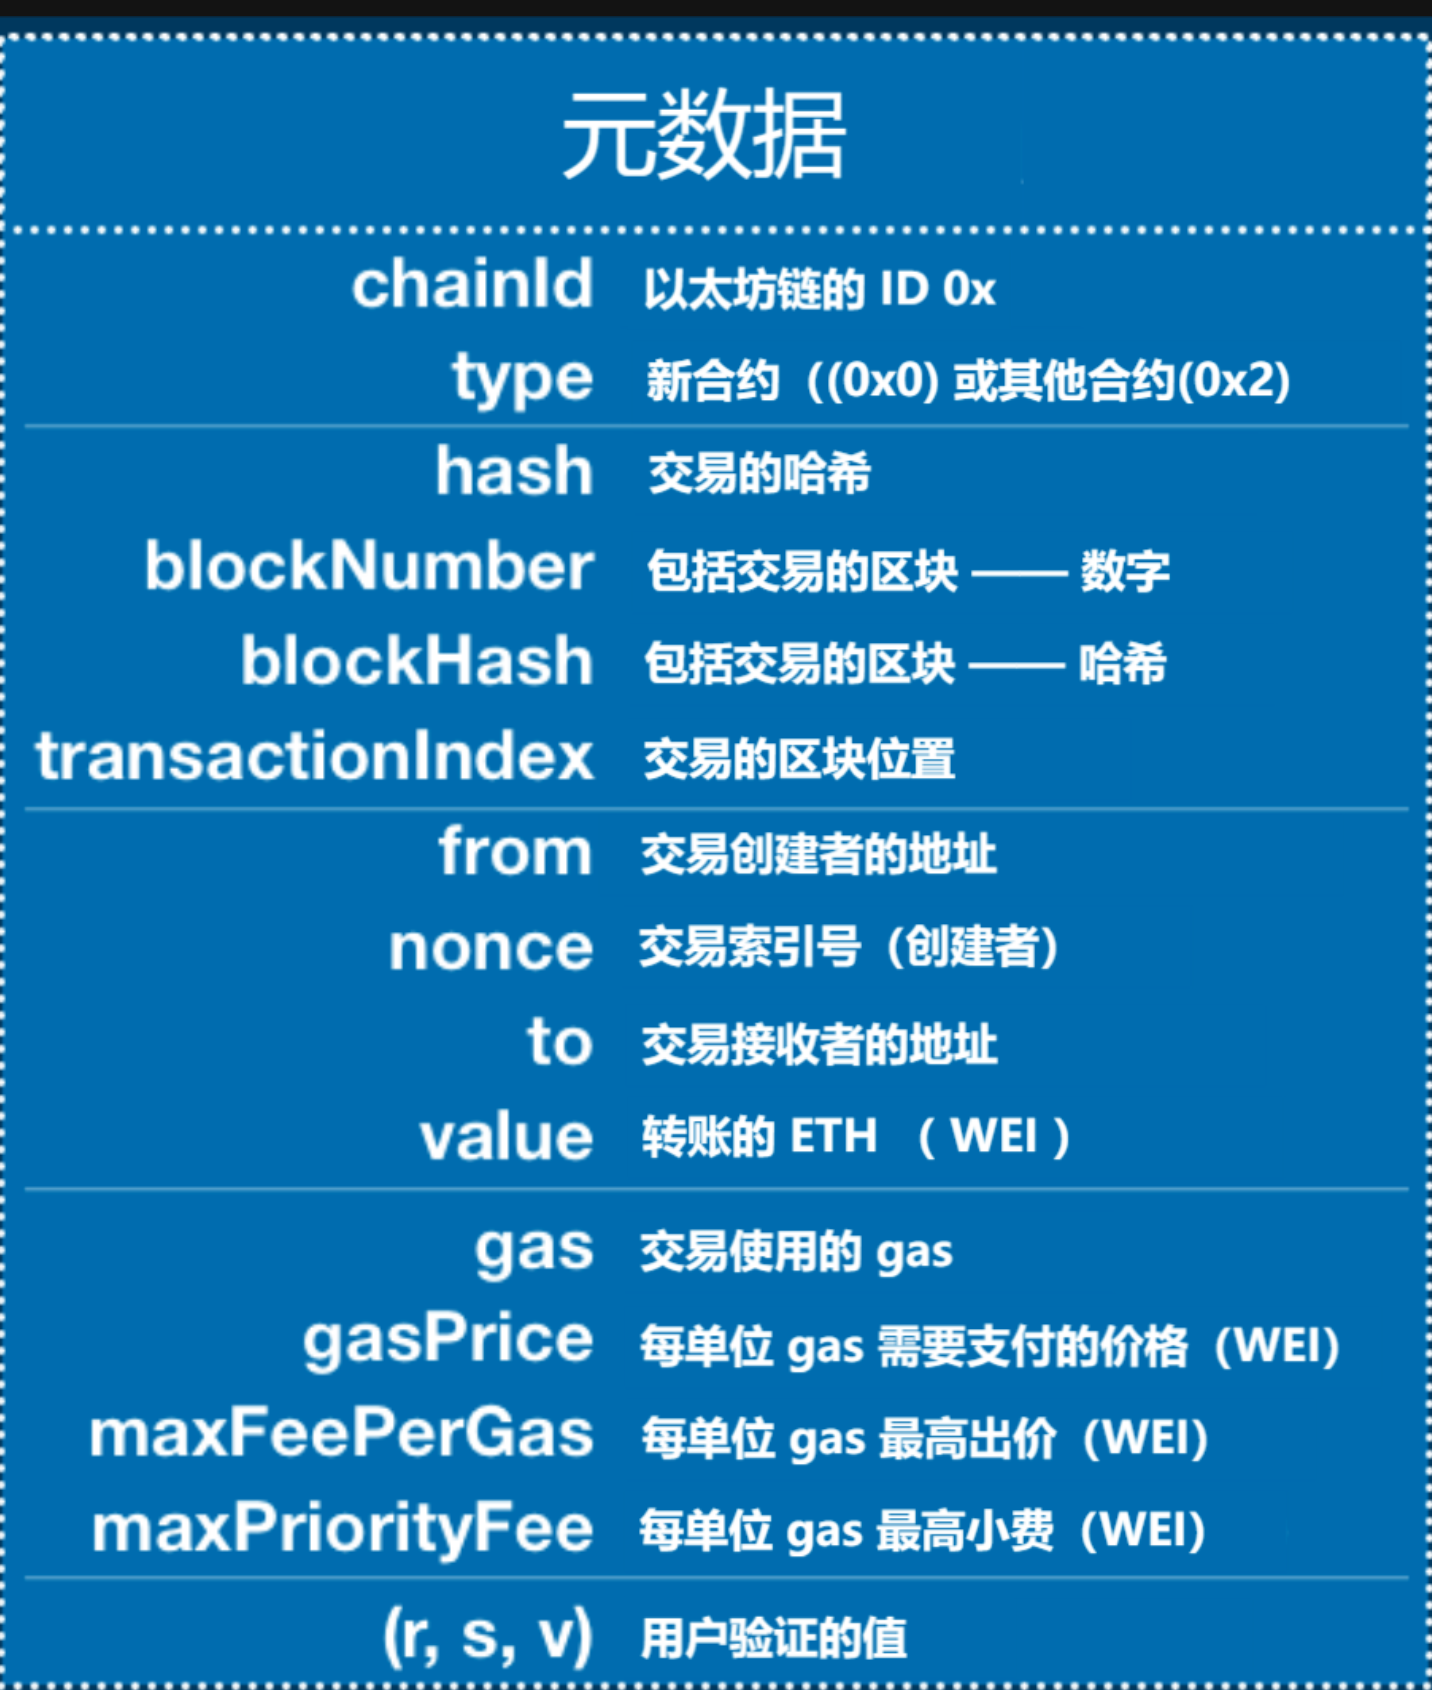 元数据
chainId 以太坊链的 ID 0x
type 新合约（(0x0) 或其他合约(0x2)
hash 交易的哈希
blockNumber 包括交易的区块 —— 数字
blockHash 包括交易的区块 —— 哈希
transactionIndex 交易的区块位置
from 交易创建者的地址
nonce 交易索引号（创建者）
to 交易接收者的地址
value 转账的 ETH （ WEI ）
gas 交易使用的 gas
gasPrice 每单位 gas 需要支付的价格（WEI）
maxFeePerGas 每单位 gas 最高出价（WEI）
maxPriorityFee 每单位 gas 最高小费（WEI）
(r, s, v) 用户验证的值